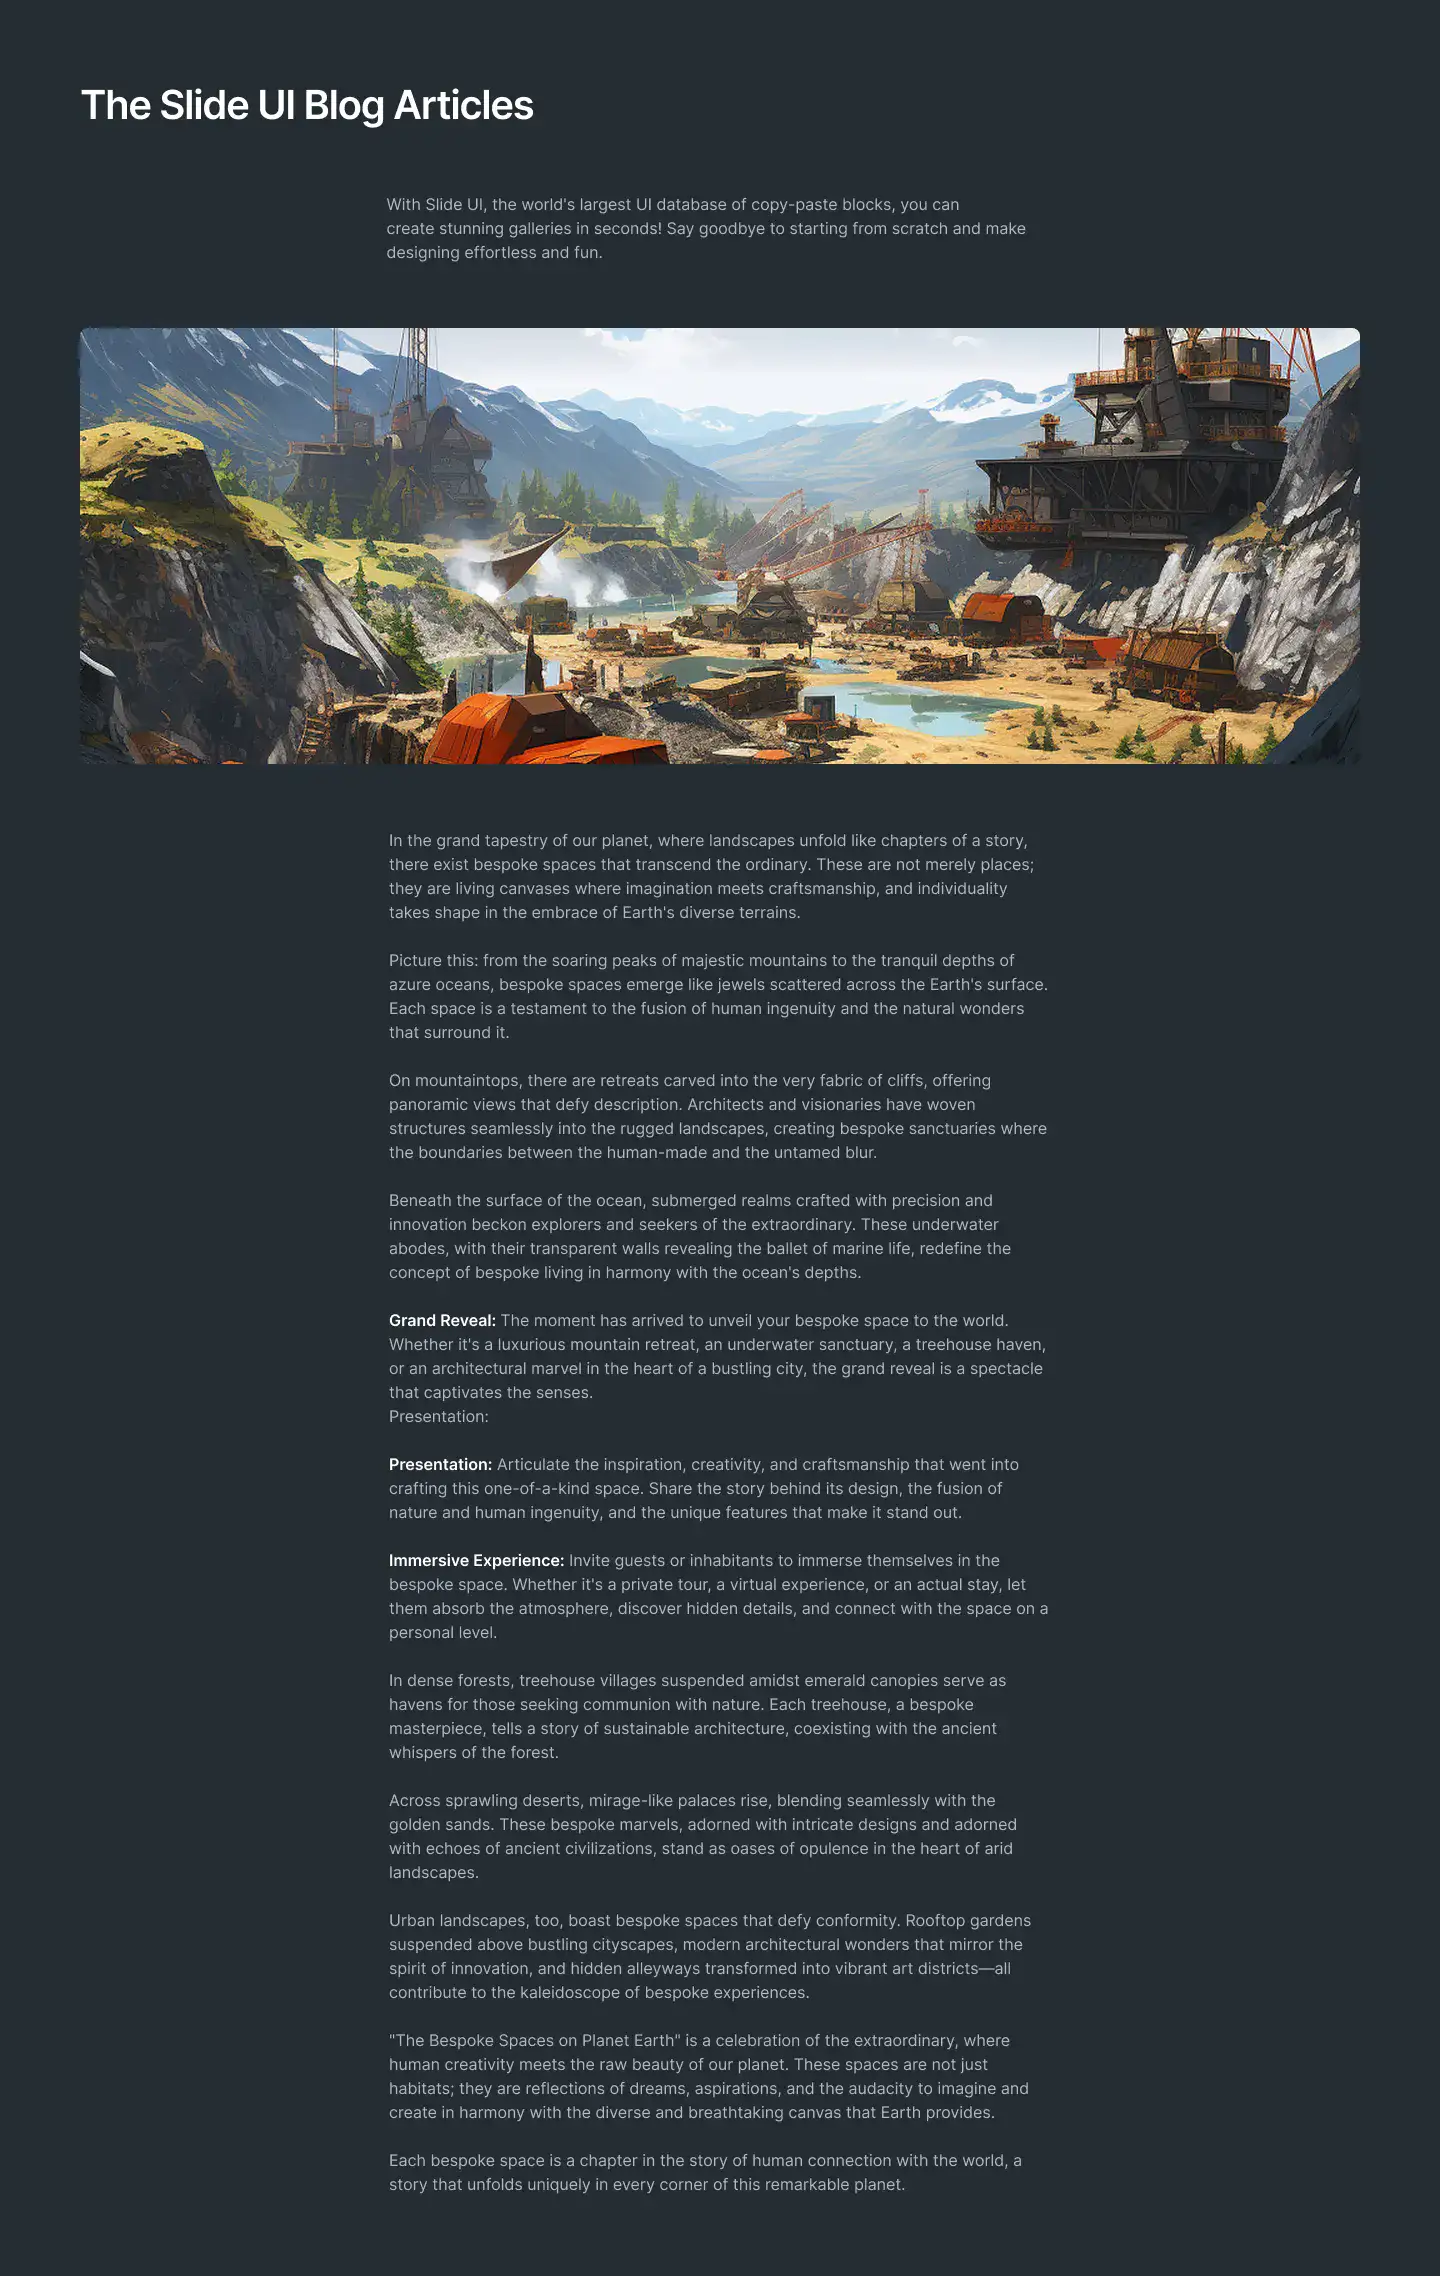 The Slide UI Blog Articles
With Slide UI, the world's largest UI database of copy-paste blocks, you can
create stunning galleries in seconds! Say goodbye to starting from scratch and make
designing effortless and fun.
In the grand tapestry of our planet, where landscapes unfold like chapters of a story,
there exist bespoke spaces that transcend the ordinary. These are not merely places;
they are living canvases where imagination meets craftsmanship, and individuality
takes shape in the embrace of Earth's diverse terrains.
Picture this: from the soaring peaks of majestic mountains to the tranquil depths of
azure oceans, bespoke spaces emerge like jewels scattered across the Earth's surface.
Each space is a testament to the fusion of human ingenuity and the natural wonders
that surround it.
On mountaintops, there are retreats carved into the very fabric of cliffs, offering
panoramic views that defy description. Architects and visionaries have woven
structures seamlessly into the rugged landscapes, creating bespoke sanctuaries where
the boundaries between the human-made and the untamed blur.
Beneath the surface of the ocean, submerged realms crafted with precision and
innovation beckon explorers and seekers of the extraordinary. These underwater
abodes, with their transparent walls revealing the ballet of marine life, redefine the
concept of bespoke living in harmony with the ocean's depths.
Grand Reveal: The moment has arrived to unveil your bespoke space to the world.
Whether it's a luxurious mountain retreat, an underwater sanctuary, a treehouse haven,
or an architectural marvel in the heart of a bustling city, the grand reveal is a spectacle
that captivates the senses.
Presentation:
Presentation: Articulate the inspiration, creativity, and craftsmanship that went into
crafting this one-of-a-kind space. Share the story behind its design, the fusion of
nature and human ingenuity, and the unique features that make it stand out.
Immersive Experience: Invite guests or inhabitants to immerse themselves in the
bespoke space. Whether it's a private tour, a virtual experience, or an actual stay, let
them absorb the atmosphere, discover hidden details, and connect with the space on a
personal level.
In dense forests, treehouse villages suspended amidst emerald canopies serve as
havens for those seeking communion with nature. Each treehouse, a bespoke
masterpiece, tells a story of sustainable architecture, coexisting with the ancient
whispers of the forest.
Across sprawling deserts, mirage-like palaces rise, blending seamlessly with the
golden sands. These bespoke marvels, adorned with intricate designs and adorned
with echoes of ancient civilizations, stand as oases of opulence in the heart of arid
landscapes.
Urban landscapes, too, boast bespoke spaces that defy conformity. Rooftop gardens
suspended above bustling cityscapes, modern architectural wonders that mirror the
spirit of innovation, and hidden alleyways transformed into vibrant art districts—all
contribute to the kaleidoscope of bespoke experiences.
"The Bespoke Spaces on Planet Earth" is a celebration of the extraordinary, where
human creativity meets the raw beauty of our planet. These spaces are not just
habitats; they are reflections of dreams, aspirations, and the audacity to imagine and
create in harmony with the diverse and breathtaking canvas that Earth provides.
Each bespoke space is a chapter in the story of human connection with the world, a
story that unfolds uniquely in every corner of this remarkable planet.